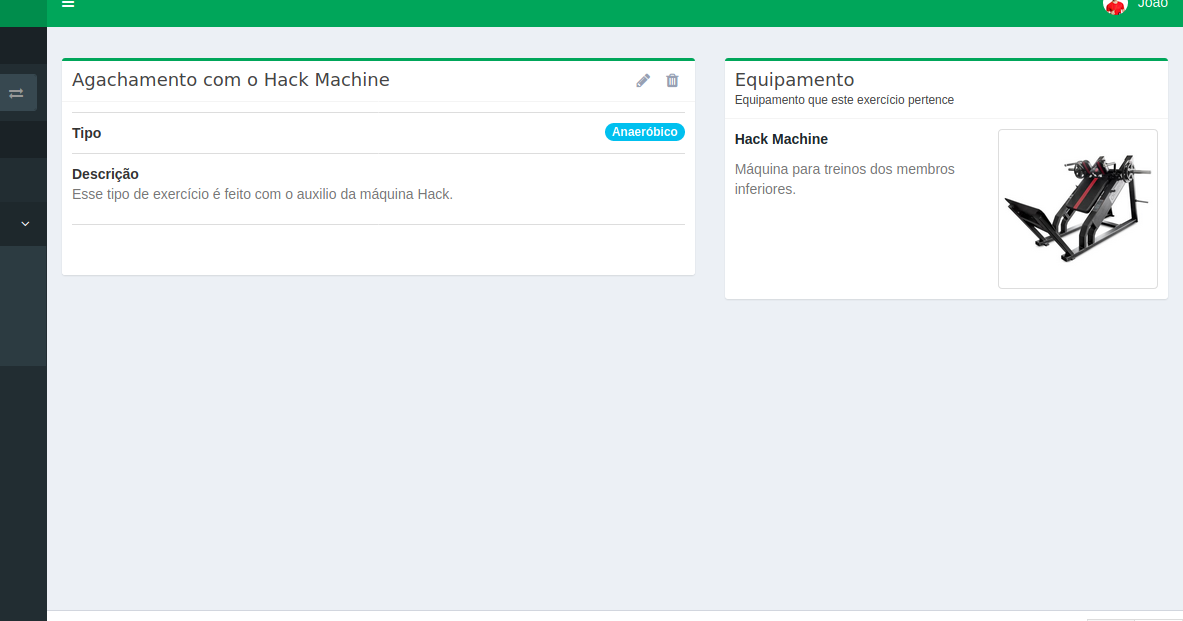 João
Agachamento com o Hack Machine
Tipo
Anaeróbico
Descrição
Esse tipo de exercício é feito com o auxilio da máquina Hack.
Equipamento
Equipamento que este exercício pertence
Hack Machine
Máquina para treinos dos membros
inferiores.